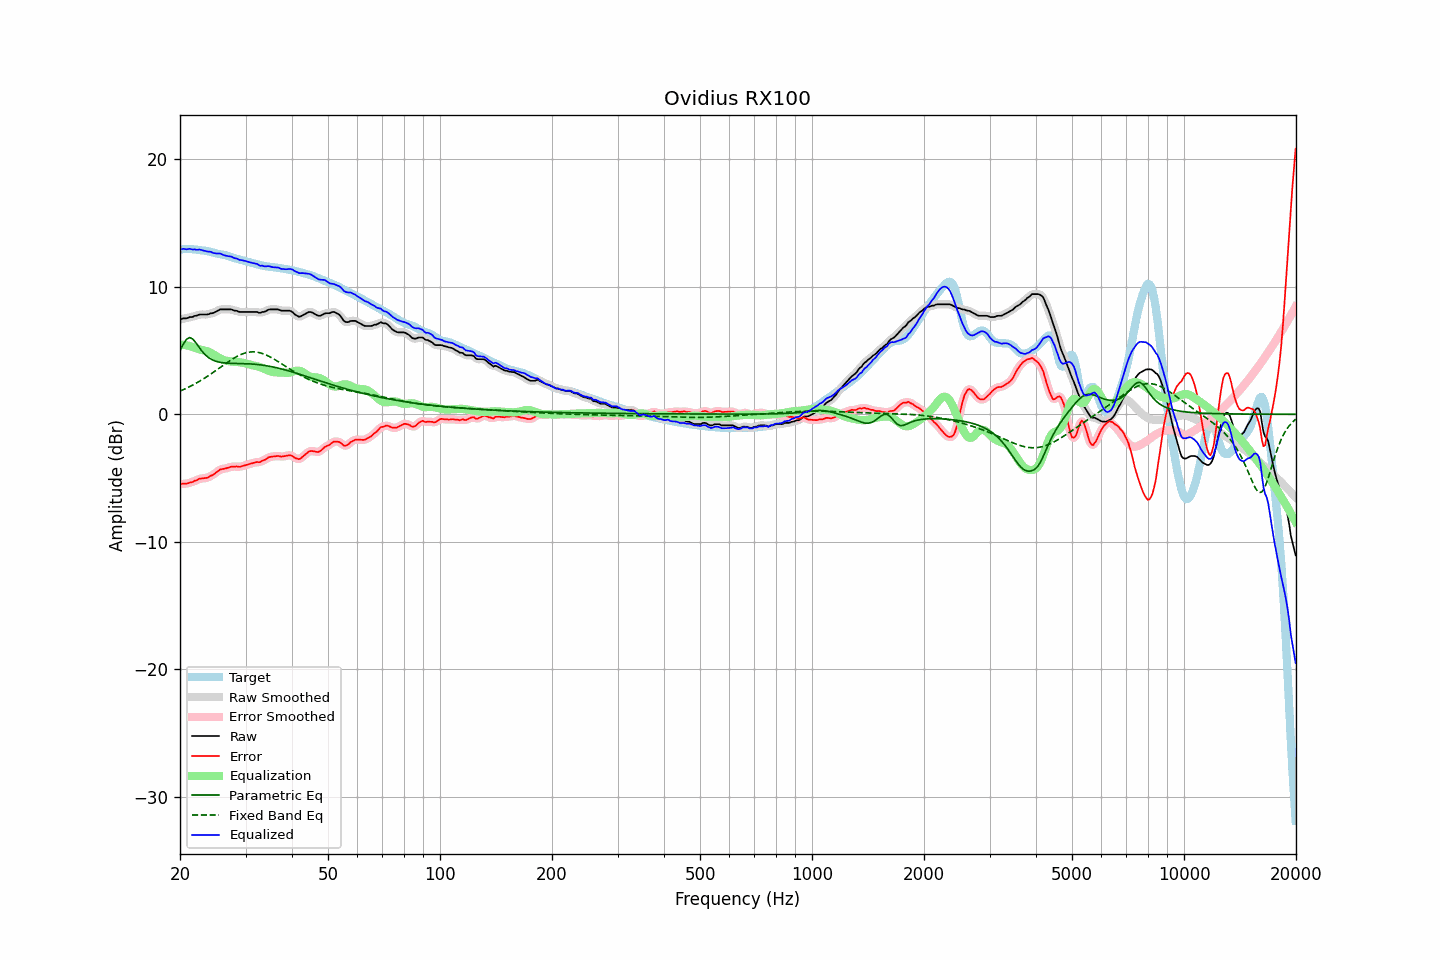 Ovidius RX100
Amplitude (dBr)
20
10
0
−10
−20
−30
Target
Raw Smoothed
Error Smoothed
Raw
Error
Equalization
Parametric Eq
Fixed Band Eq
Equalized
20 50 100 200 500 1000 2000 5000 10000 20000
Frequency (Hz)